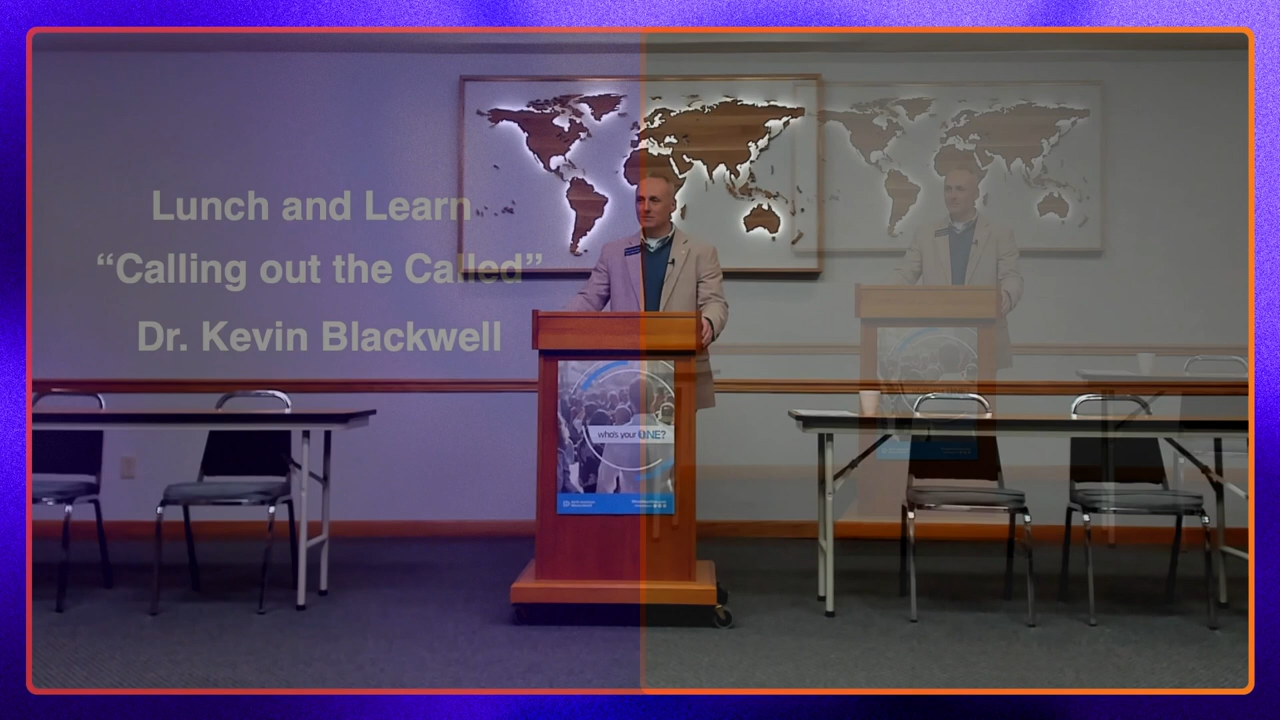 Lunch and Learn
“Calling out the Called”
Dr. Kevin Blackwell
who's your ONE?